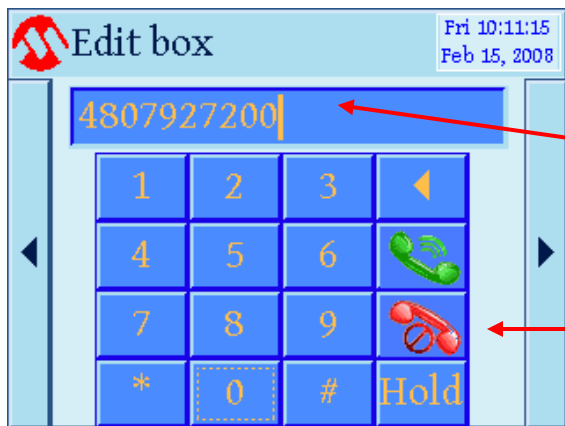 Edit box
Fri 10:11:15
Feb 15, 2008
4807927200
1 2 3
4 5 6
7 8 9
* 0 # Hold